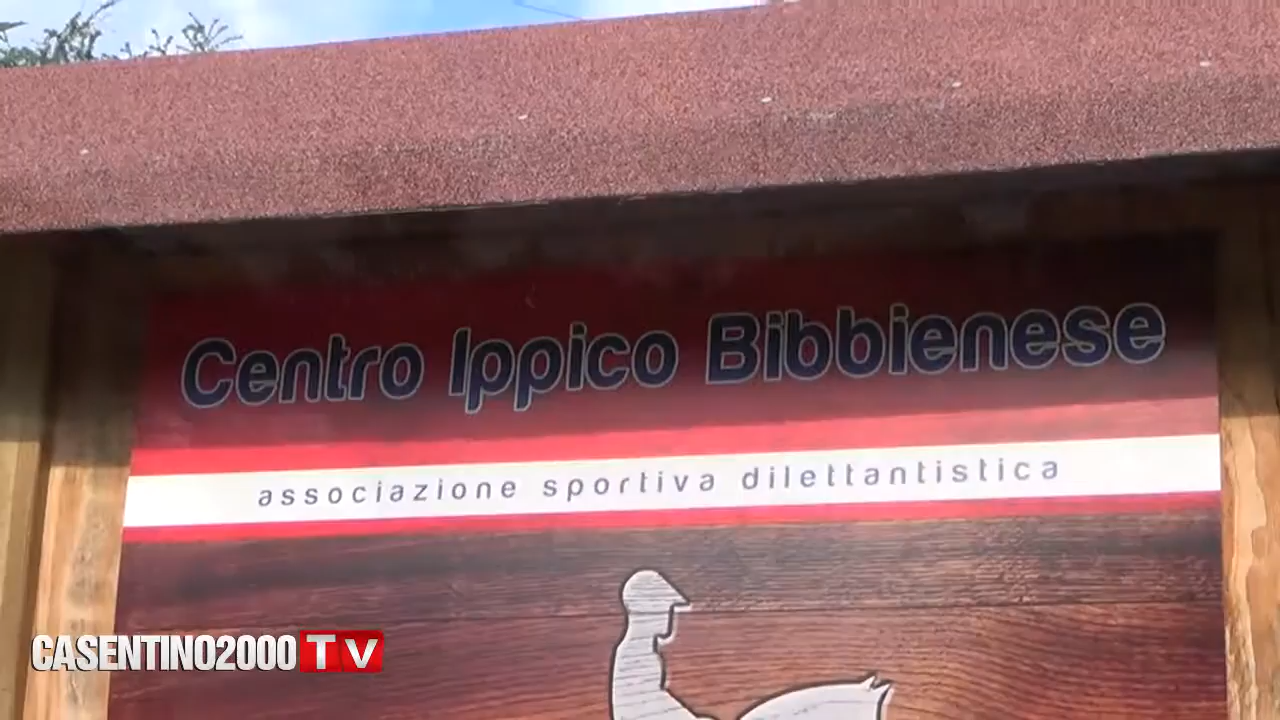 Centro Ippico Bibbienese
associazione sportiva dilettantistica
CASENTINO2000 TV